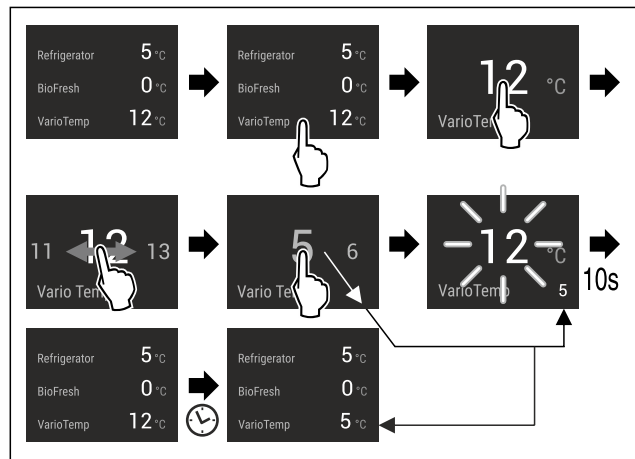 Refrigerator 5 °C
BioFresh 0 °C
VarioTemp 12 °C
Refrigerator 5 °C
BioFresh 0 °C
VarioTemp 12 °C
12 °C
VarioTemp
11 12 13
Vario Tem
5 6
Vario Te
12 °C
VarioTemp 5
10s
Refrigerator 5 °C
BioFresh 0 °C
VarioTemp 12 °C
Refrigerator 5 °C
BioFresh 0 °C
VarioTemp 5 °C